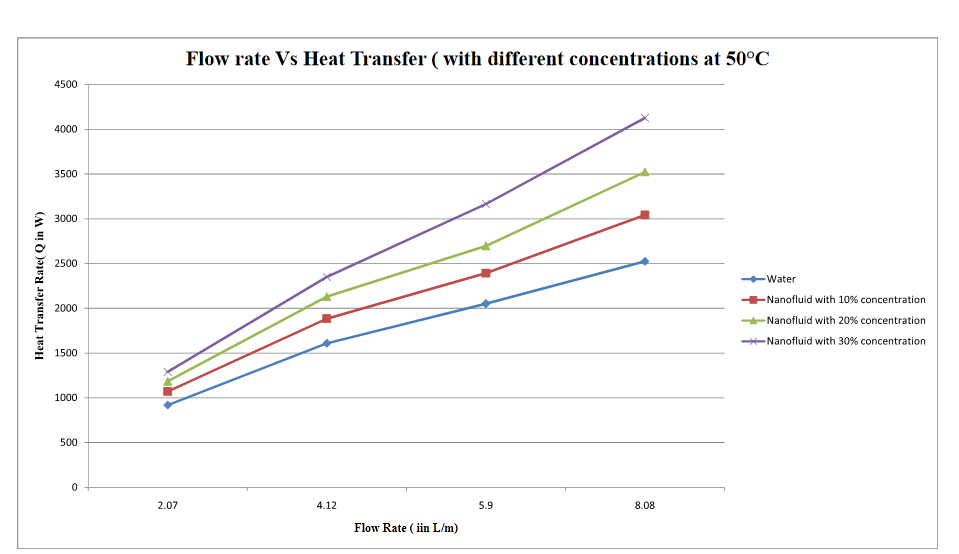 Flow rate Vs Heat Transfer ( with different concentrations at 50°C
4500
4000
3500
3000
2500
2000
1500
1000
500
0
Heat Transfer Rate( Q in W)
2.07 4.12 5.9 8.08
Flow Rate ( iin L/m)
Water
Nanofluid with 10% concentration
Nanofluid with 20% concentration
Nanofluid with 30% concentration